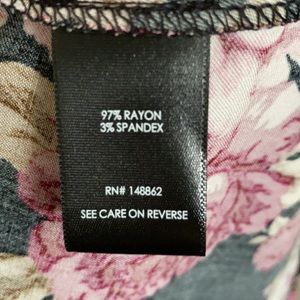 97% RAYON
3% SPANDEX
RN# 148862
SEE CARE ON REVERSE